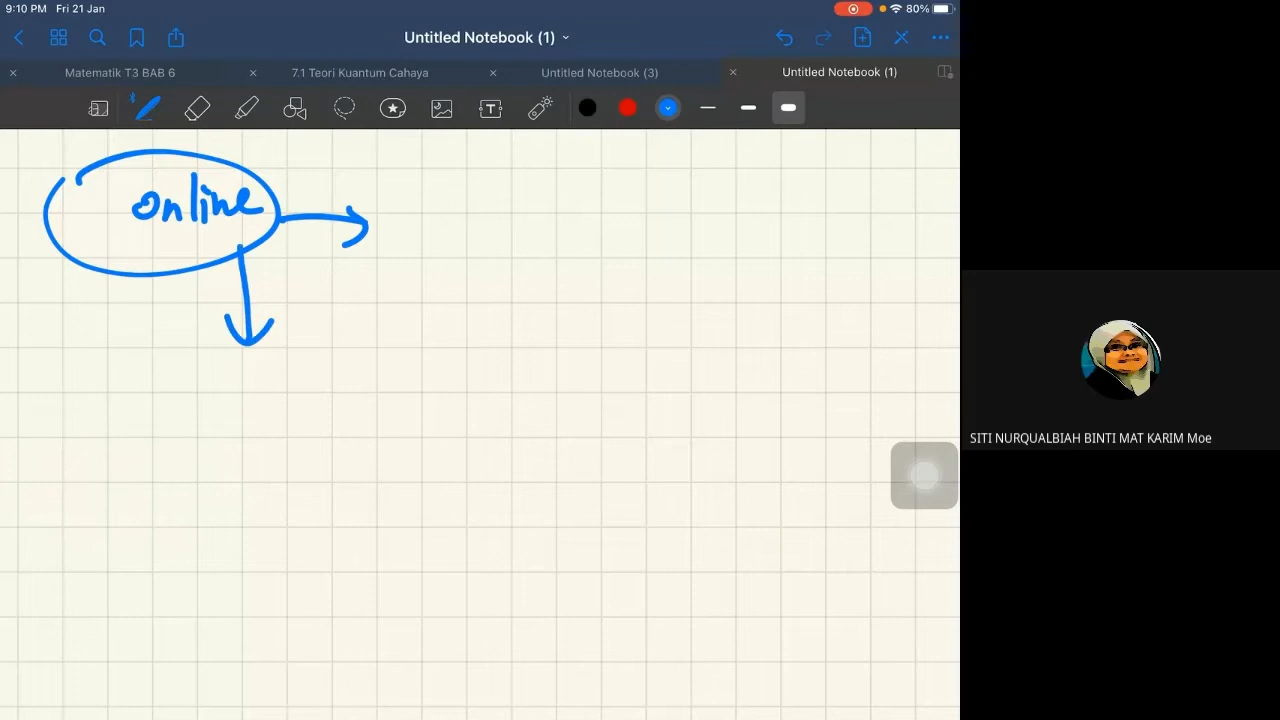 9:10 PM Fri 21 Jan 80%
Untitled Notebook (1)
Matematik T3 BAB 6 7.1 Teori Kuantum Cahaya Untitled Notebook (3) Untitled Notebook (1)
T
online
SITI NURQUALBIAH BINTI MAT KARIM Moe